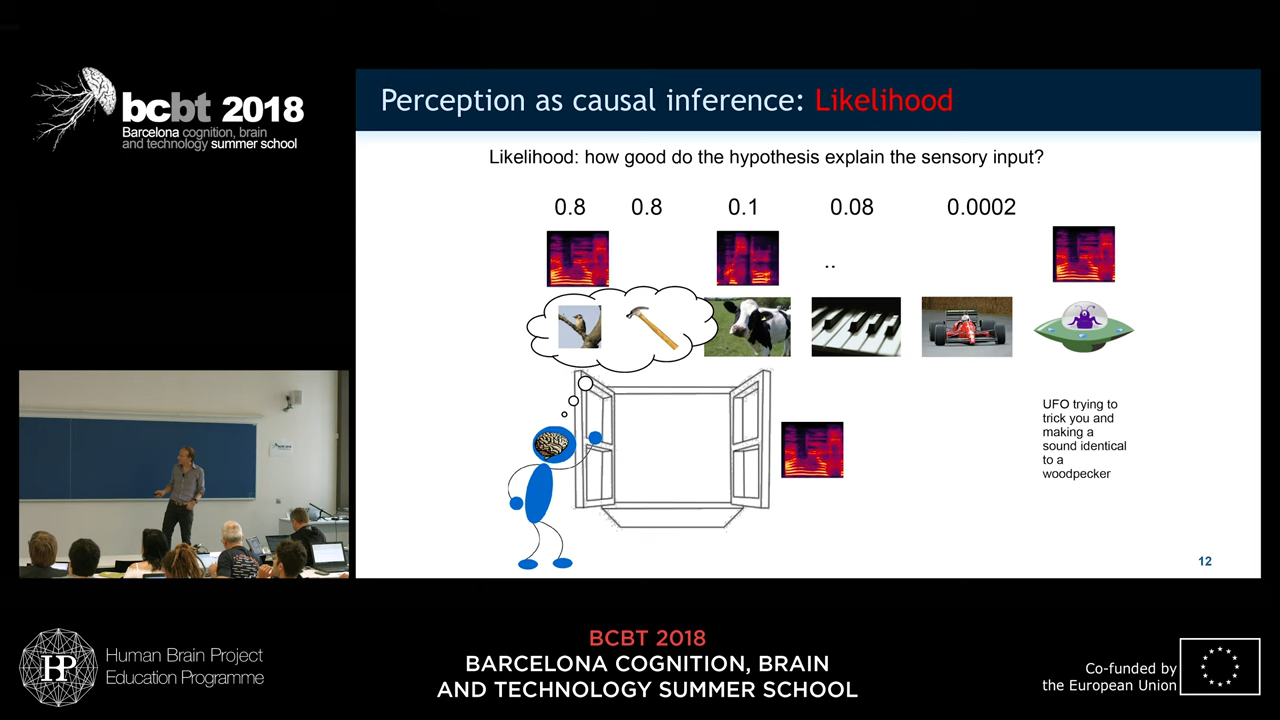 bcbt 2018
Barcelona cognition, brain
and technology summer school
Perception as causal inference: Likelihood
Likelihood: how good do the hypothesis explain the sensory input?
0.8 0.8 0.1 0.08 0.0002
..
UFO trying to
trick you and
making a
sound identical
to a
woodpecker
12
HP
Human Brain Project
Education Programme
BCBT 2018
BARCELONA COGNITION, BRAIN
AND TECHNOLOGY SUMMER SCHOOL
Co-funded by
the European Union